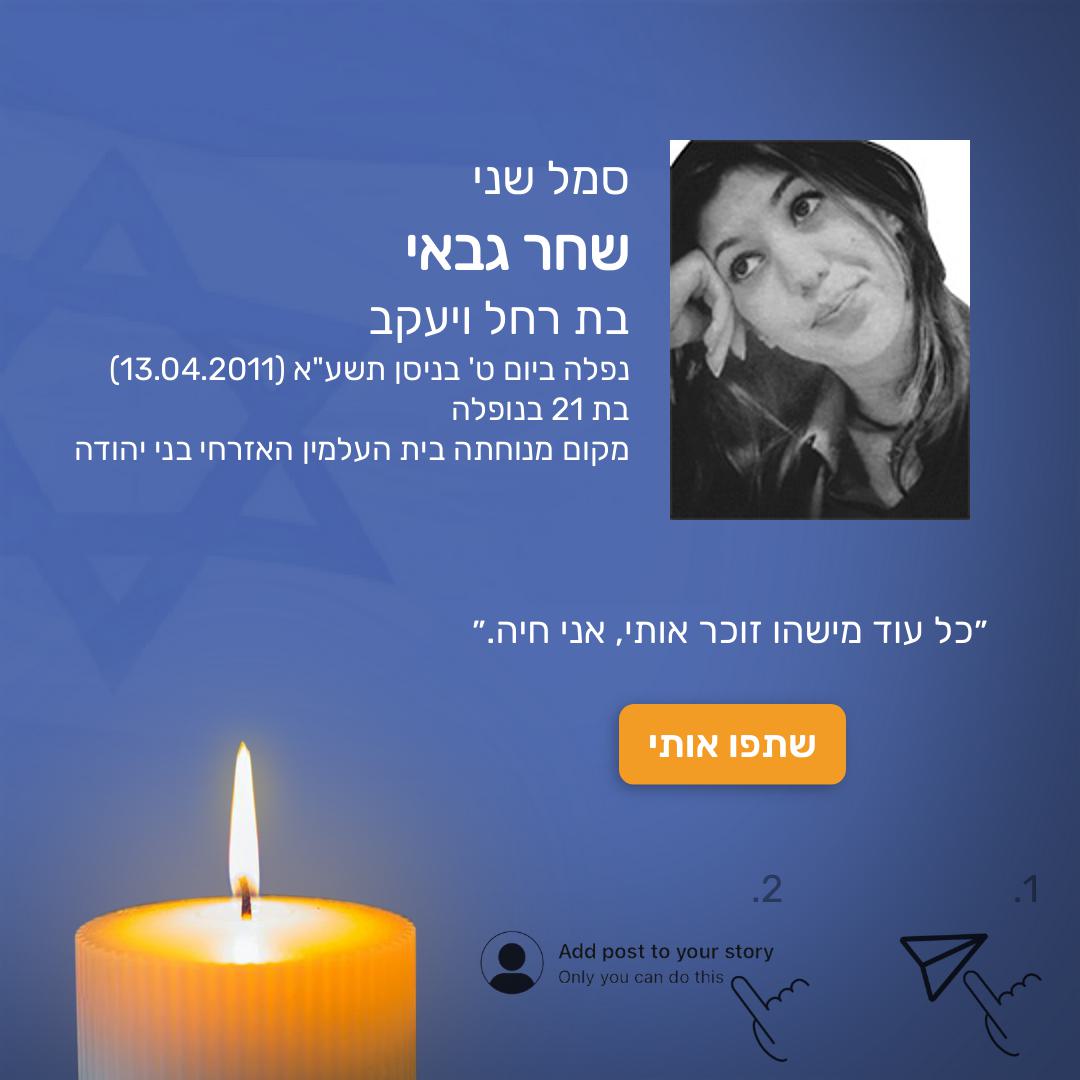 סמל שני
שחר גבאי
בת רחל ויעקב
נפלה ביום ט' בניסן תשע"א (13.04.2011)
בת 21 בנופלה
מקום מנוחתה בית העלמין האזרחי בני יהודה
״כל עוד מישהו זוכר אותי, אני חיה.״
שתפו אותי
.1
.2
Add post to your story
Only you can do this